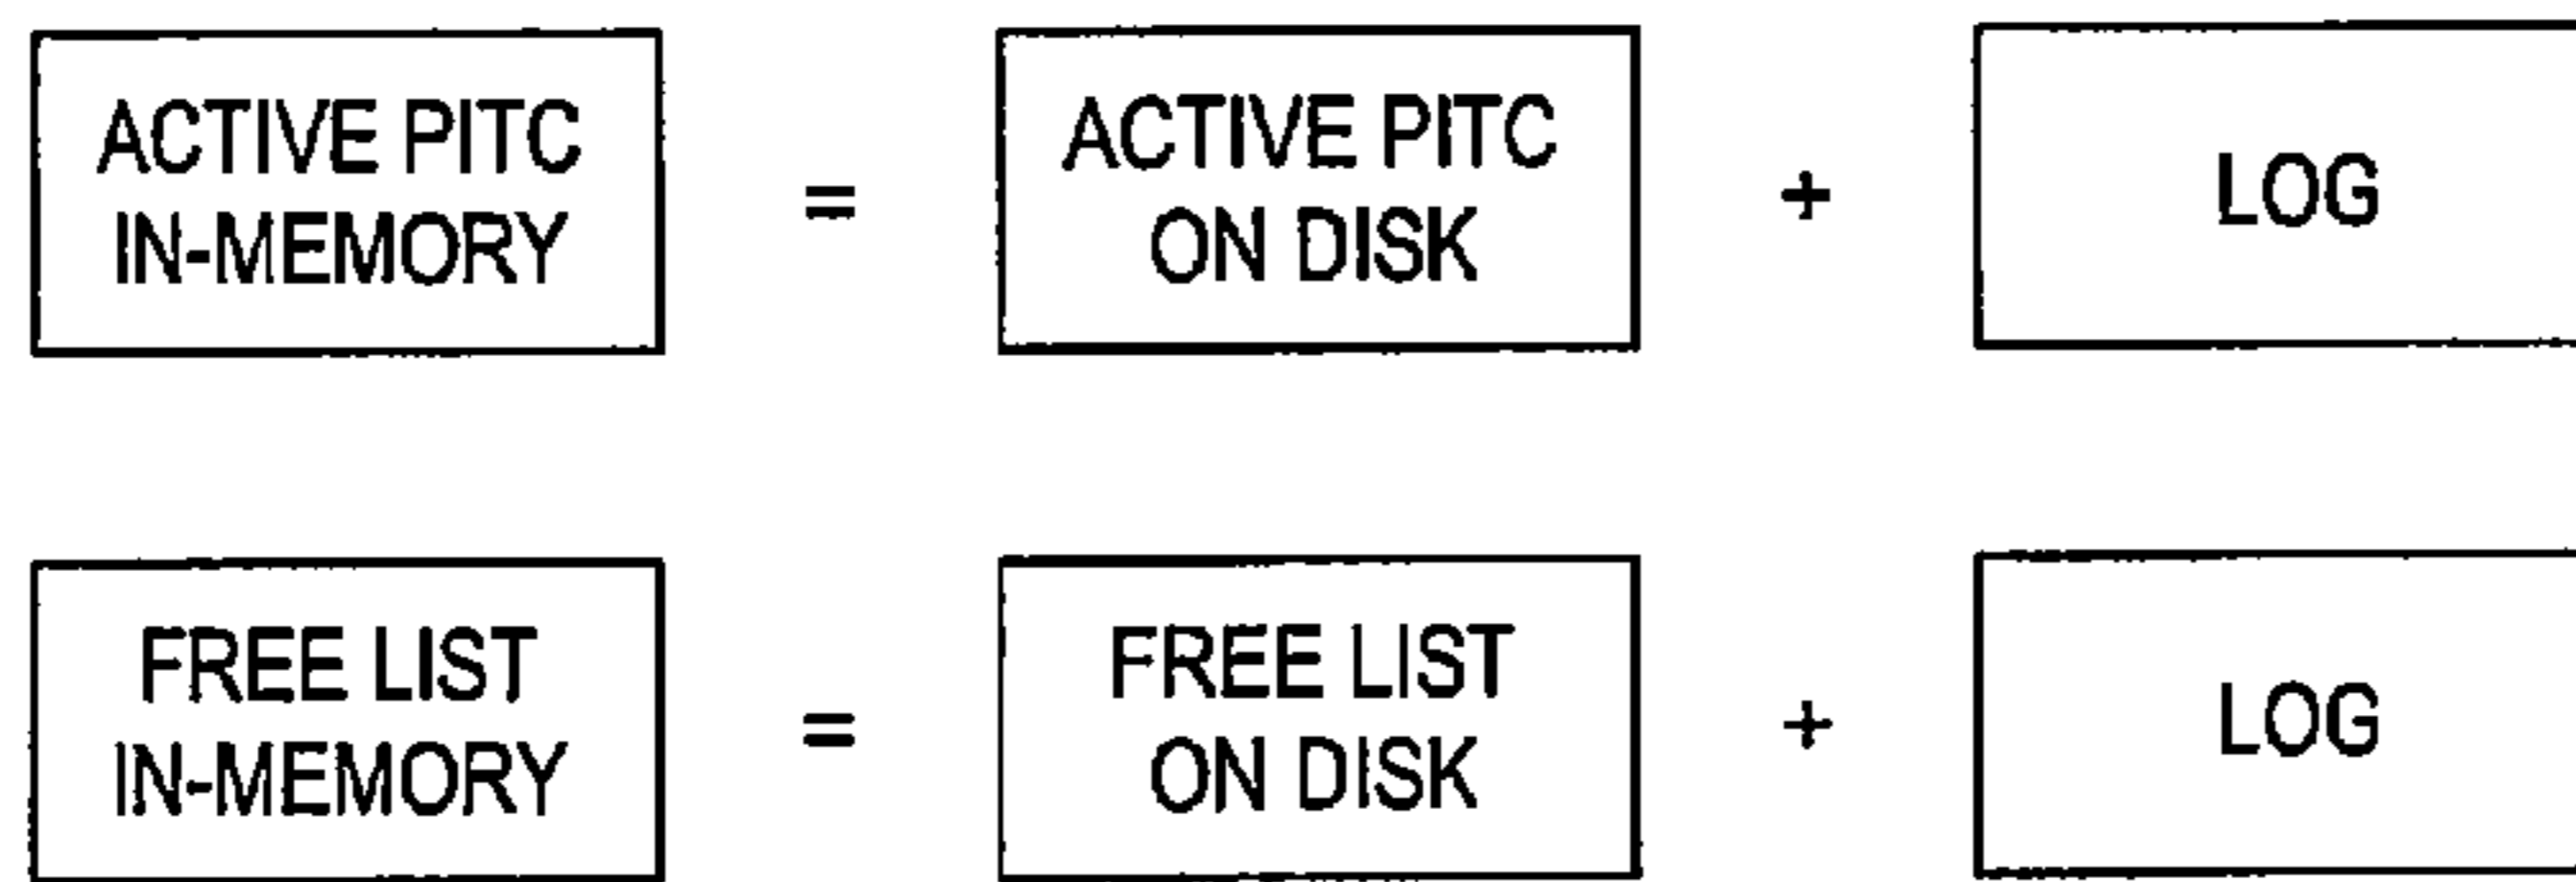 ACTIVE PITC
IN-MEMORY
=
ACTIVE PITC
ON DISK
+
LOG
FREE LIST
IN-MEMORY
=
FREE LIST
ON DISK
+
LOG